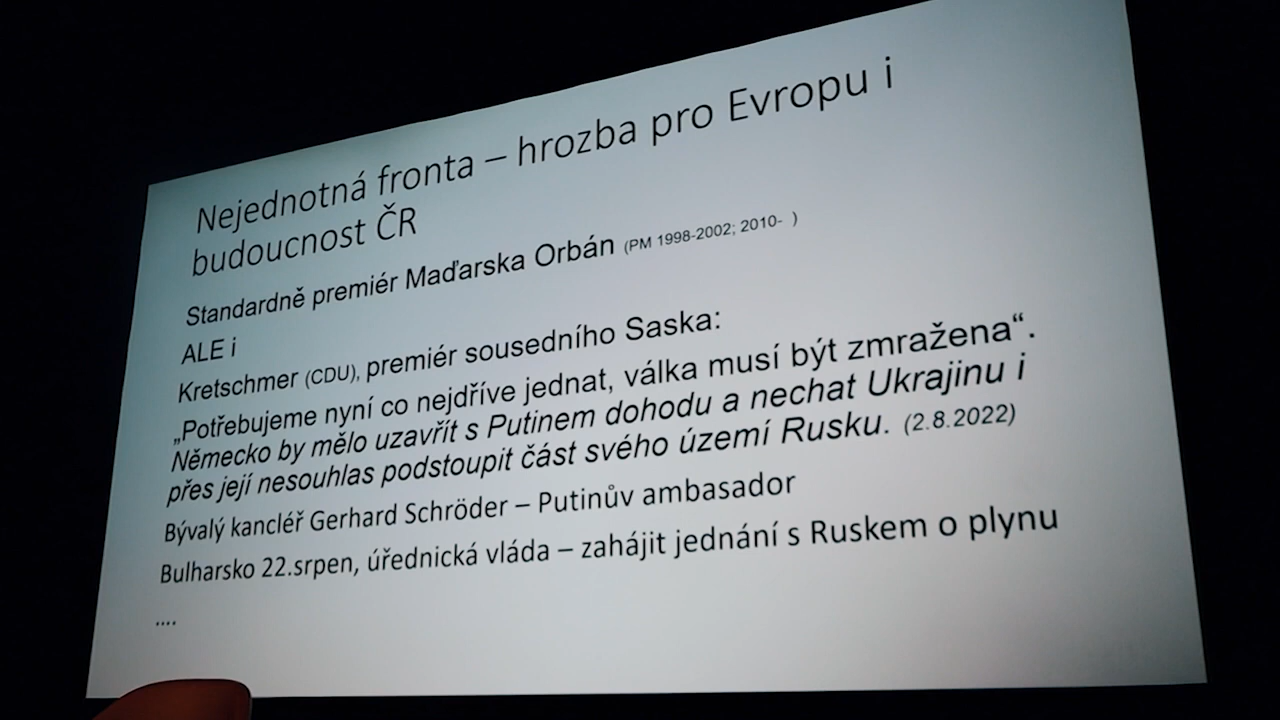 Nejednotná fronta – hrozba pro Evropu i
budoucnost ČR
Standardně premiér Maďarska Orbán (PM 1998-2002; 2010- )
ALE i
Kretschmer (CDU), premiér sousedního Saska:
„Potřebujeme nyní co nejdříve jednat, válka musí být zmražena“.
Německo by mělo uzavřít s Putinem dohodu a nechat Ukrajinu i
přes její nesouhlas podstoupit část svého území Rusku. (2.8.2022)
Bývalý kancléř Gerhard Schröder – Putinův ambasador
Bulharsko 22.srpen, úřednická vláda – zahájit jednání s Ruskem o plynu
....